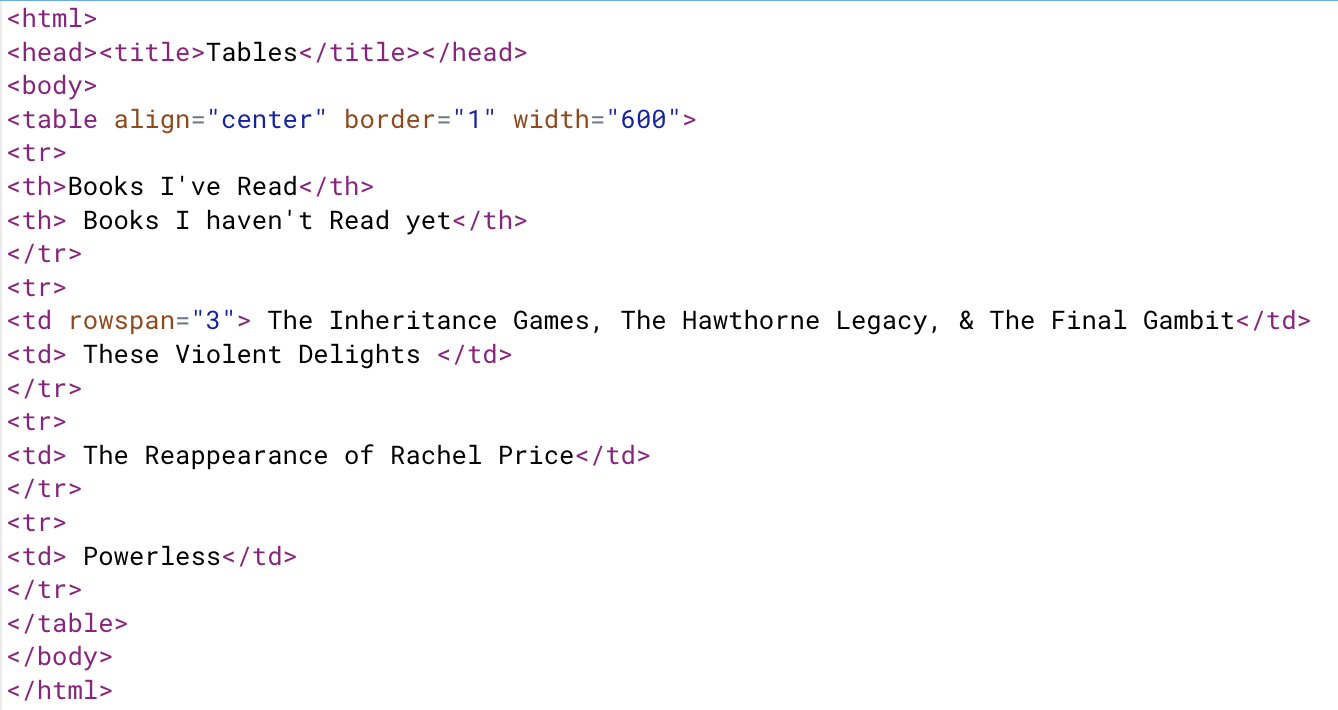 <html>
<head><title>Tables</title></head>
<body>
<table align="center" border="1" width="600">
<tr>
<th>Books I've Read</th>
<th> Books I haven't Read yet</th>
</tr>
<tr>
<td rowspan="3"> The Inheritance Games, The Hawthorne Legacy, & The Final Gambit</td>
<td> These Violent Delights </td>
</tr>
<tr>
<td> The Reappearance of Rachel Price</td>
</tr>
<tr>
<td> Powerless</td>
</tr>
</table>
</body>
</html>